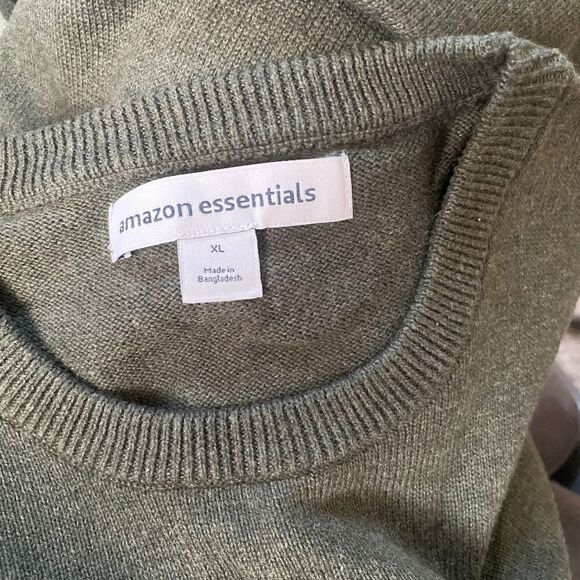 amazon essentials
XL
Made in
Bangladesh